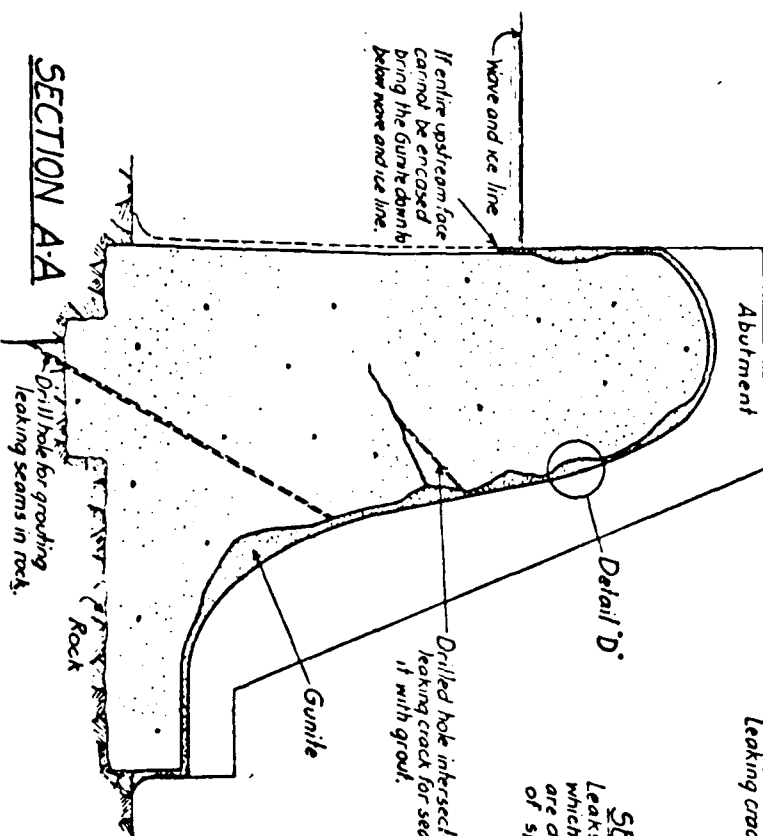 wave and ice line
If entire upstream face
cannot be encased
bring the Gunite down to
below wave and ice line.
Abutment
Detail "D"
Drilled hole intersect
leaking crack for sea
it with grout.
Gunite
Drill hole for grouting
leaking seams in rock.
Rock
SECTION A-A
Leaking crac
Leaks
which
are
of